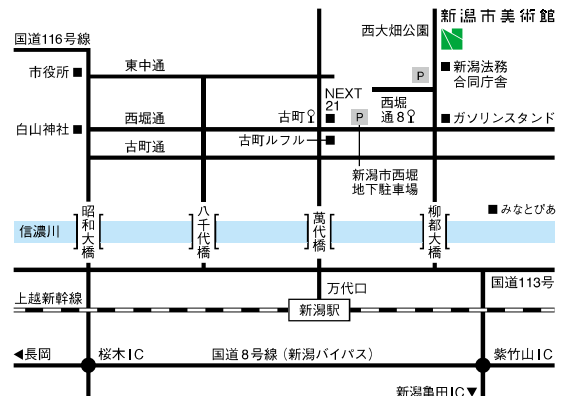 新潟市美術館
西大畑公園
国道116号線
東中通
市役所
P
新潟法務
合同庁舎
NEXT
21
西堀
通8
古町
P
白山神社
西堀通
ガソリンスタンド
古町ルフル
古町通
新潟市西堀
地下駐車場
みなとぴあ
信濃川
昭和大橋
八千代橋
萬代橋
柳都大橋
国道113号
万代口
上越新幹線
新潟駅
◀長岡
桜木IC
国道8号線(新潟バイパス)
紫竹山IC
新潟亀田IC▼